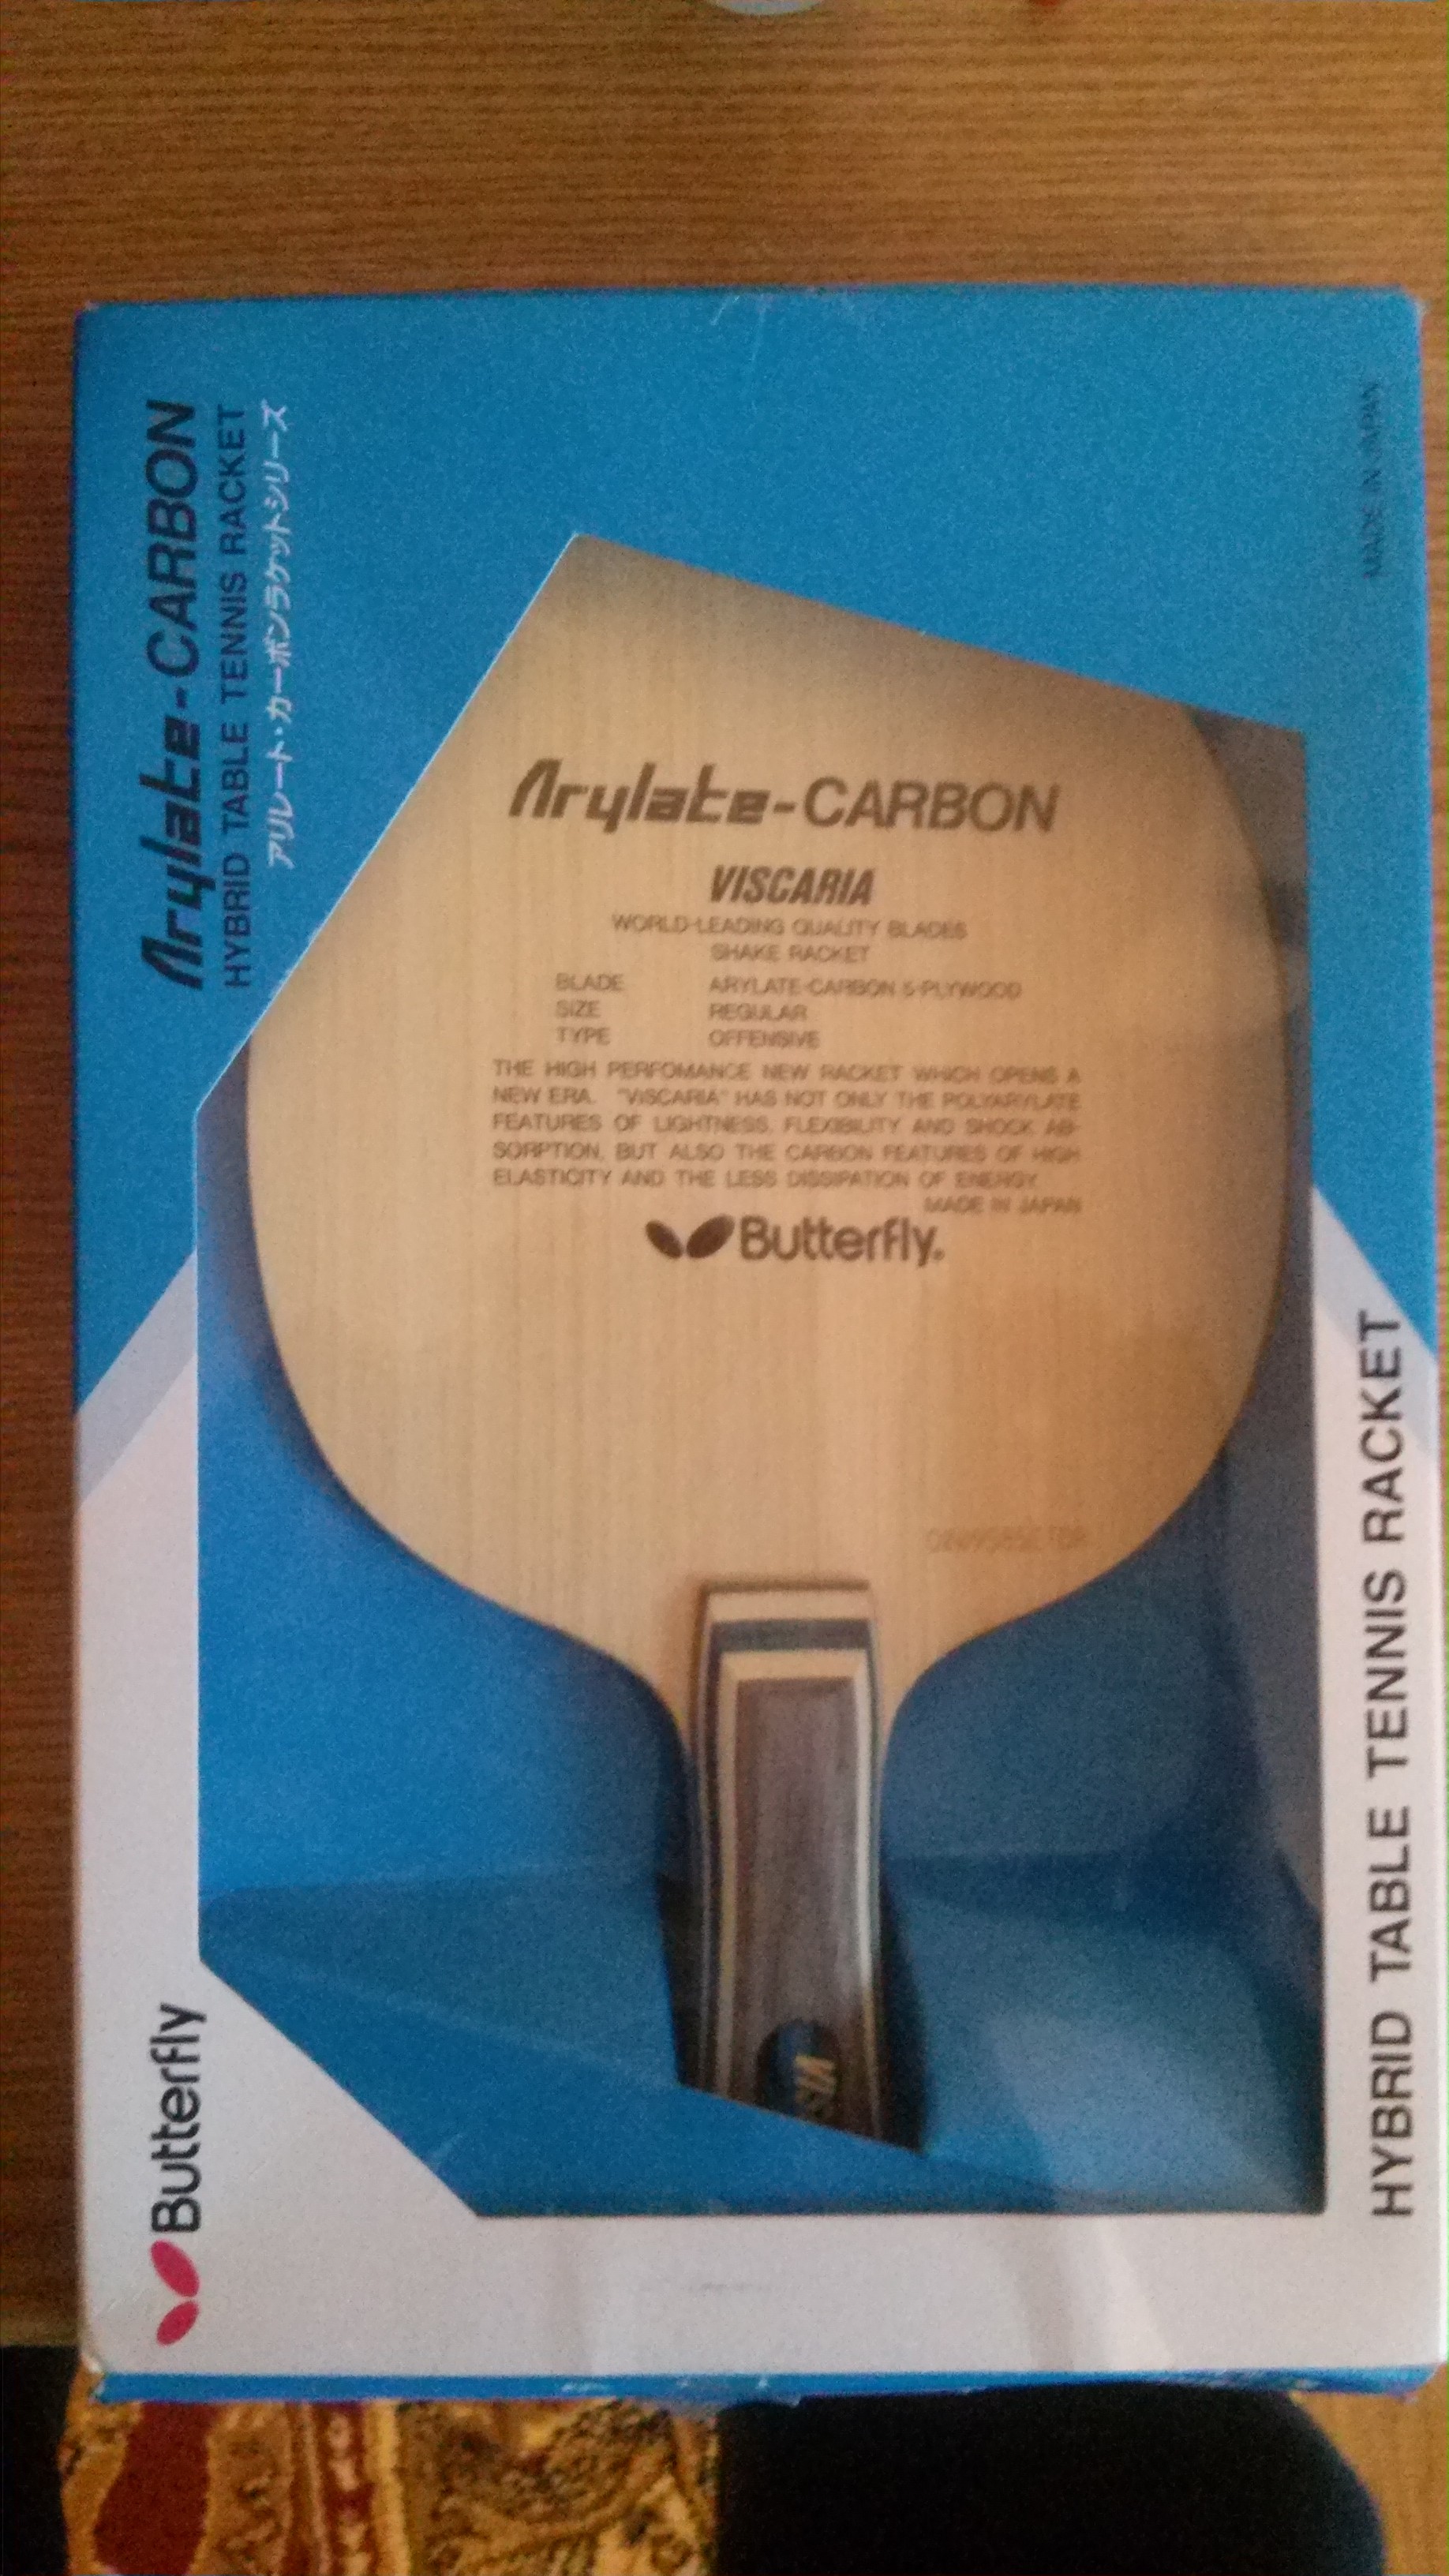 Arylate-CARBON
HYBRID TABLE TENNIS RACKET
アリレート・カーボンラケットシリーズ
MADE IN JAPAN
Arylate-CARBON
VISCARIA
WORLD-LEADING QUALITY BLADES
SHAKE RACKET
BLADE ARYLATE-CARBON 5-PLYWOOD
SIZE REGULAR
TYPE OFFENSIVE
THE HIGH PERFOMANCE NEW RACKET WHICH OPENS A
NEW ERA. "VISCARIA" HAS NOT ONLY THE POLYARYLATE
FEATURES OF LIGHTNESS, FLEXIBILITY AND SHOCK AB-
SORPTION, BUT ALSO THE CARBON FEATURES OF HIGH
ELASTICITY AND THE LESS DISSIPATION OF ENERGY.
MADE IN JAPAN
Butterfly.
VIS
Butterfly
HYBRID TABLE TENNIS RACKET